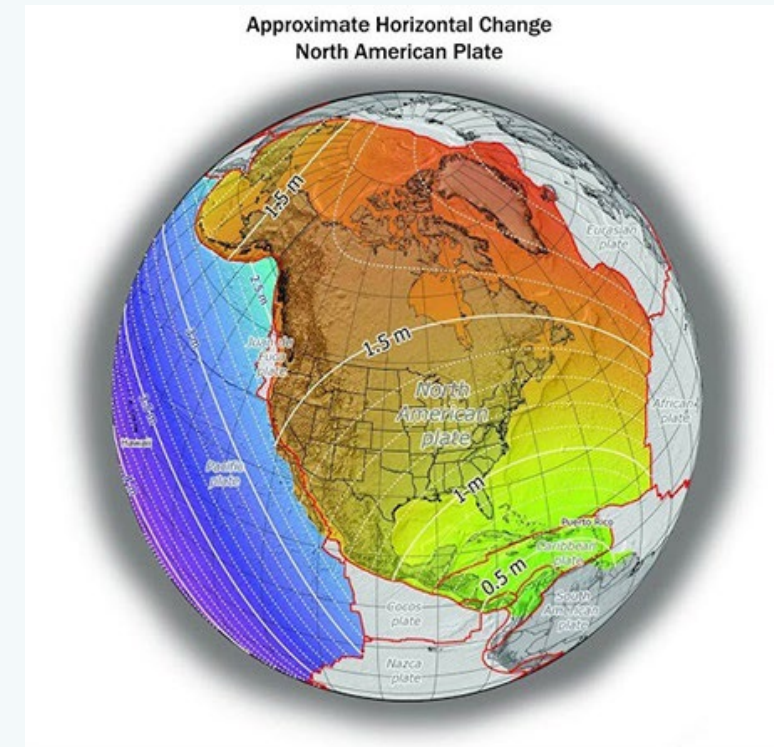 Approximate Horizontal Change
North American Plate
1.5 m
Eurasian
plate
2.5 m
Juan de
Fuca
plate
1.5 m
North
American
plate
African
plate
Hawaii
Pacific
plate
1 m
Puerto Rico
Caribbean
plate
0.5 m
South
American
plate
Cocos
plate
Nazca
plate